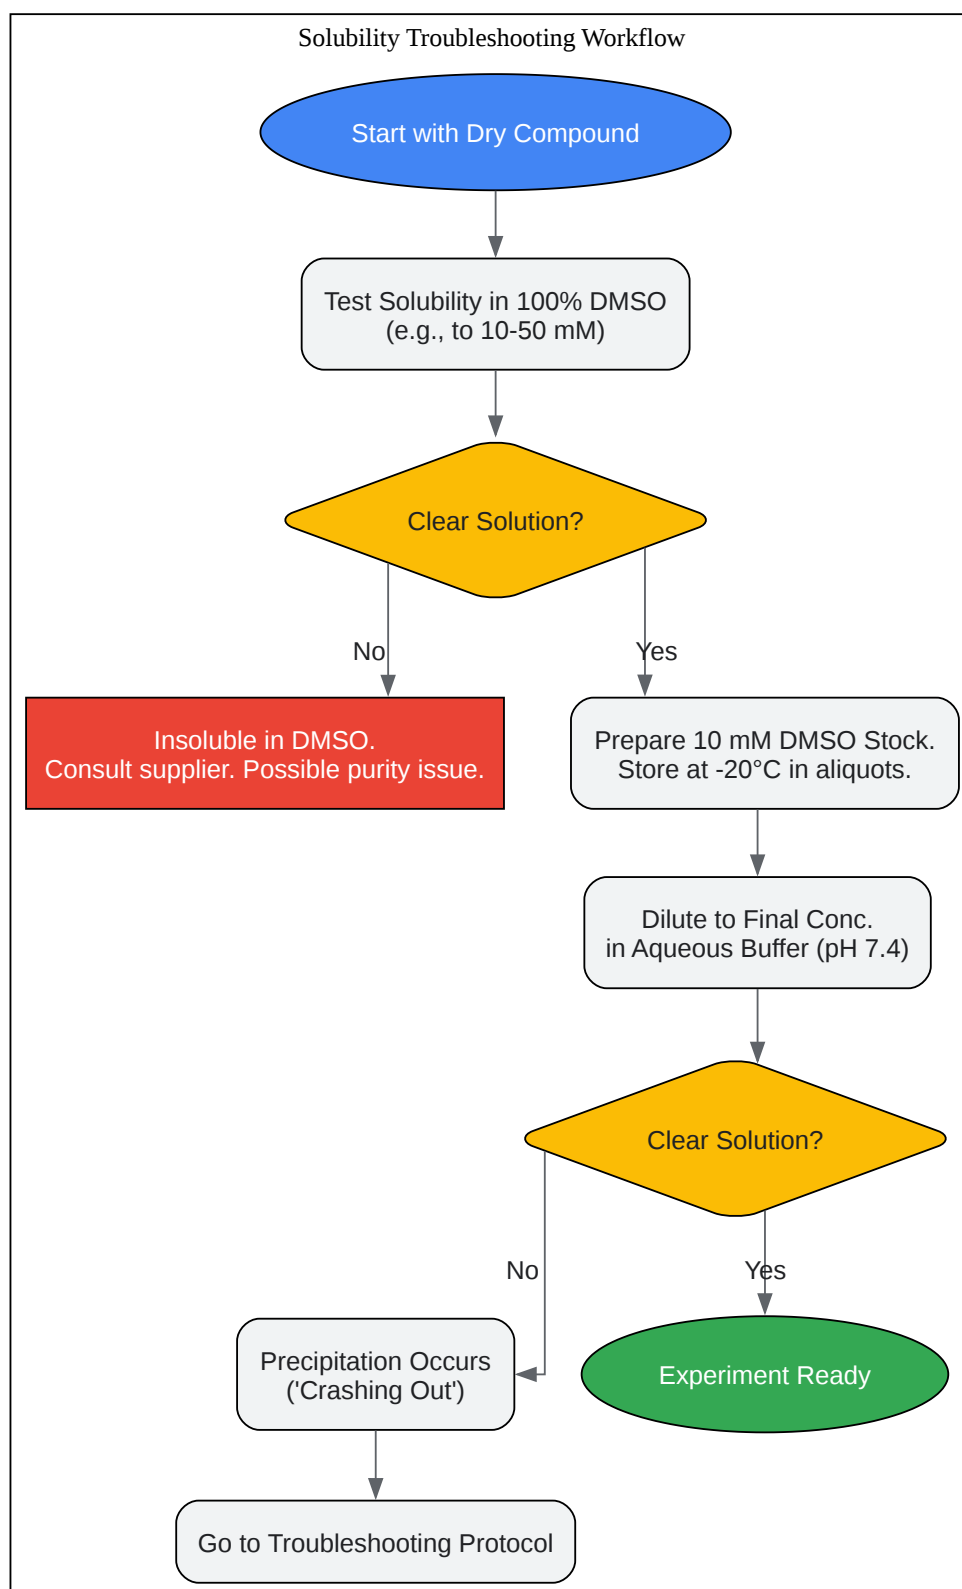 Solubility Troubleshooting Workflow
Start with Dry Compound
Test Solubility in 100% DMSO
(e.g., to 10-50 mM)
Clear Solution?
No
Yes
Insoluble in DMSO.
Consult supplier. Possible purity issue.
Prepare 10 mM DMSO Stock.
Store at -20°C in aliquots.
Dilute to Final Conc.
in Aqueous Buffer (pH 7.4)
Clear Solution?
No
Yes
Precipitation Occurs
('Crashing Out')
Experiment Ready
Go to Troubleshooting Protocol